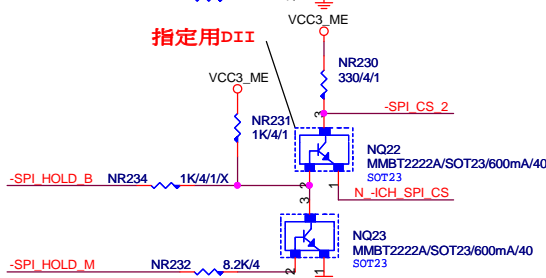 VCC3_ME
指定用DII
NR230
330/4/1
VCC3_ME
-SPI_CS_2
3
NR231
1K/4/1
NQ22
MMBT2222A/SOT23/600mA/40
SOT23
-SPI_HOLD_B NR234 1K/4/1/X
2
1
N_-ICH_SPI_CS
3
NQ23
MMBT2222A/SOT23/600mA/40
SOT23
-SPI_HOLD_M NR232 8.2K/4
2
1